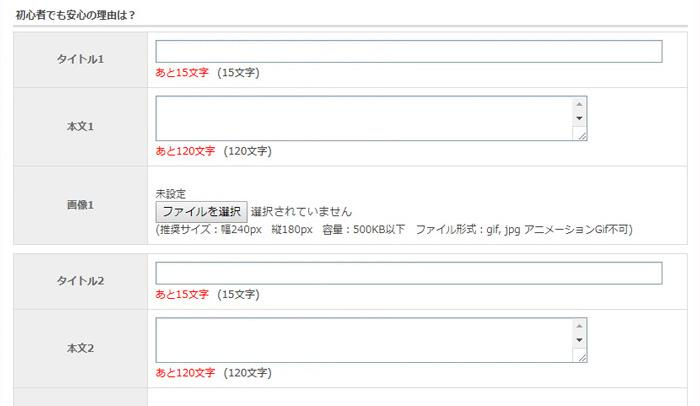 初心者でも安心の理由は？
タイトル1
あと15文字 (15文字)
本文1
あと120文字 (120文字)
画像1
未設定
ファイルを選択 選択されていません
(推奨サイズ：幅240px　縦180px　容量：500KB以下　ファイル形式：gif, jpg アニメーションGif不可)
タイトル2
あと15文字 (15文字)
本文2
あと120文字 (120文字)